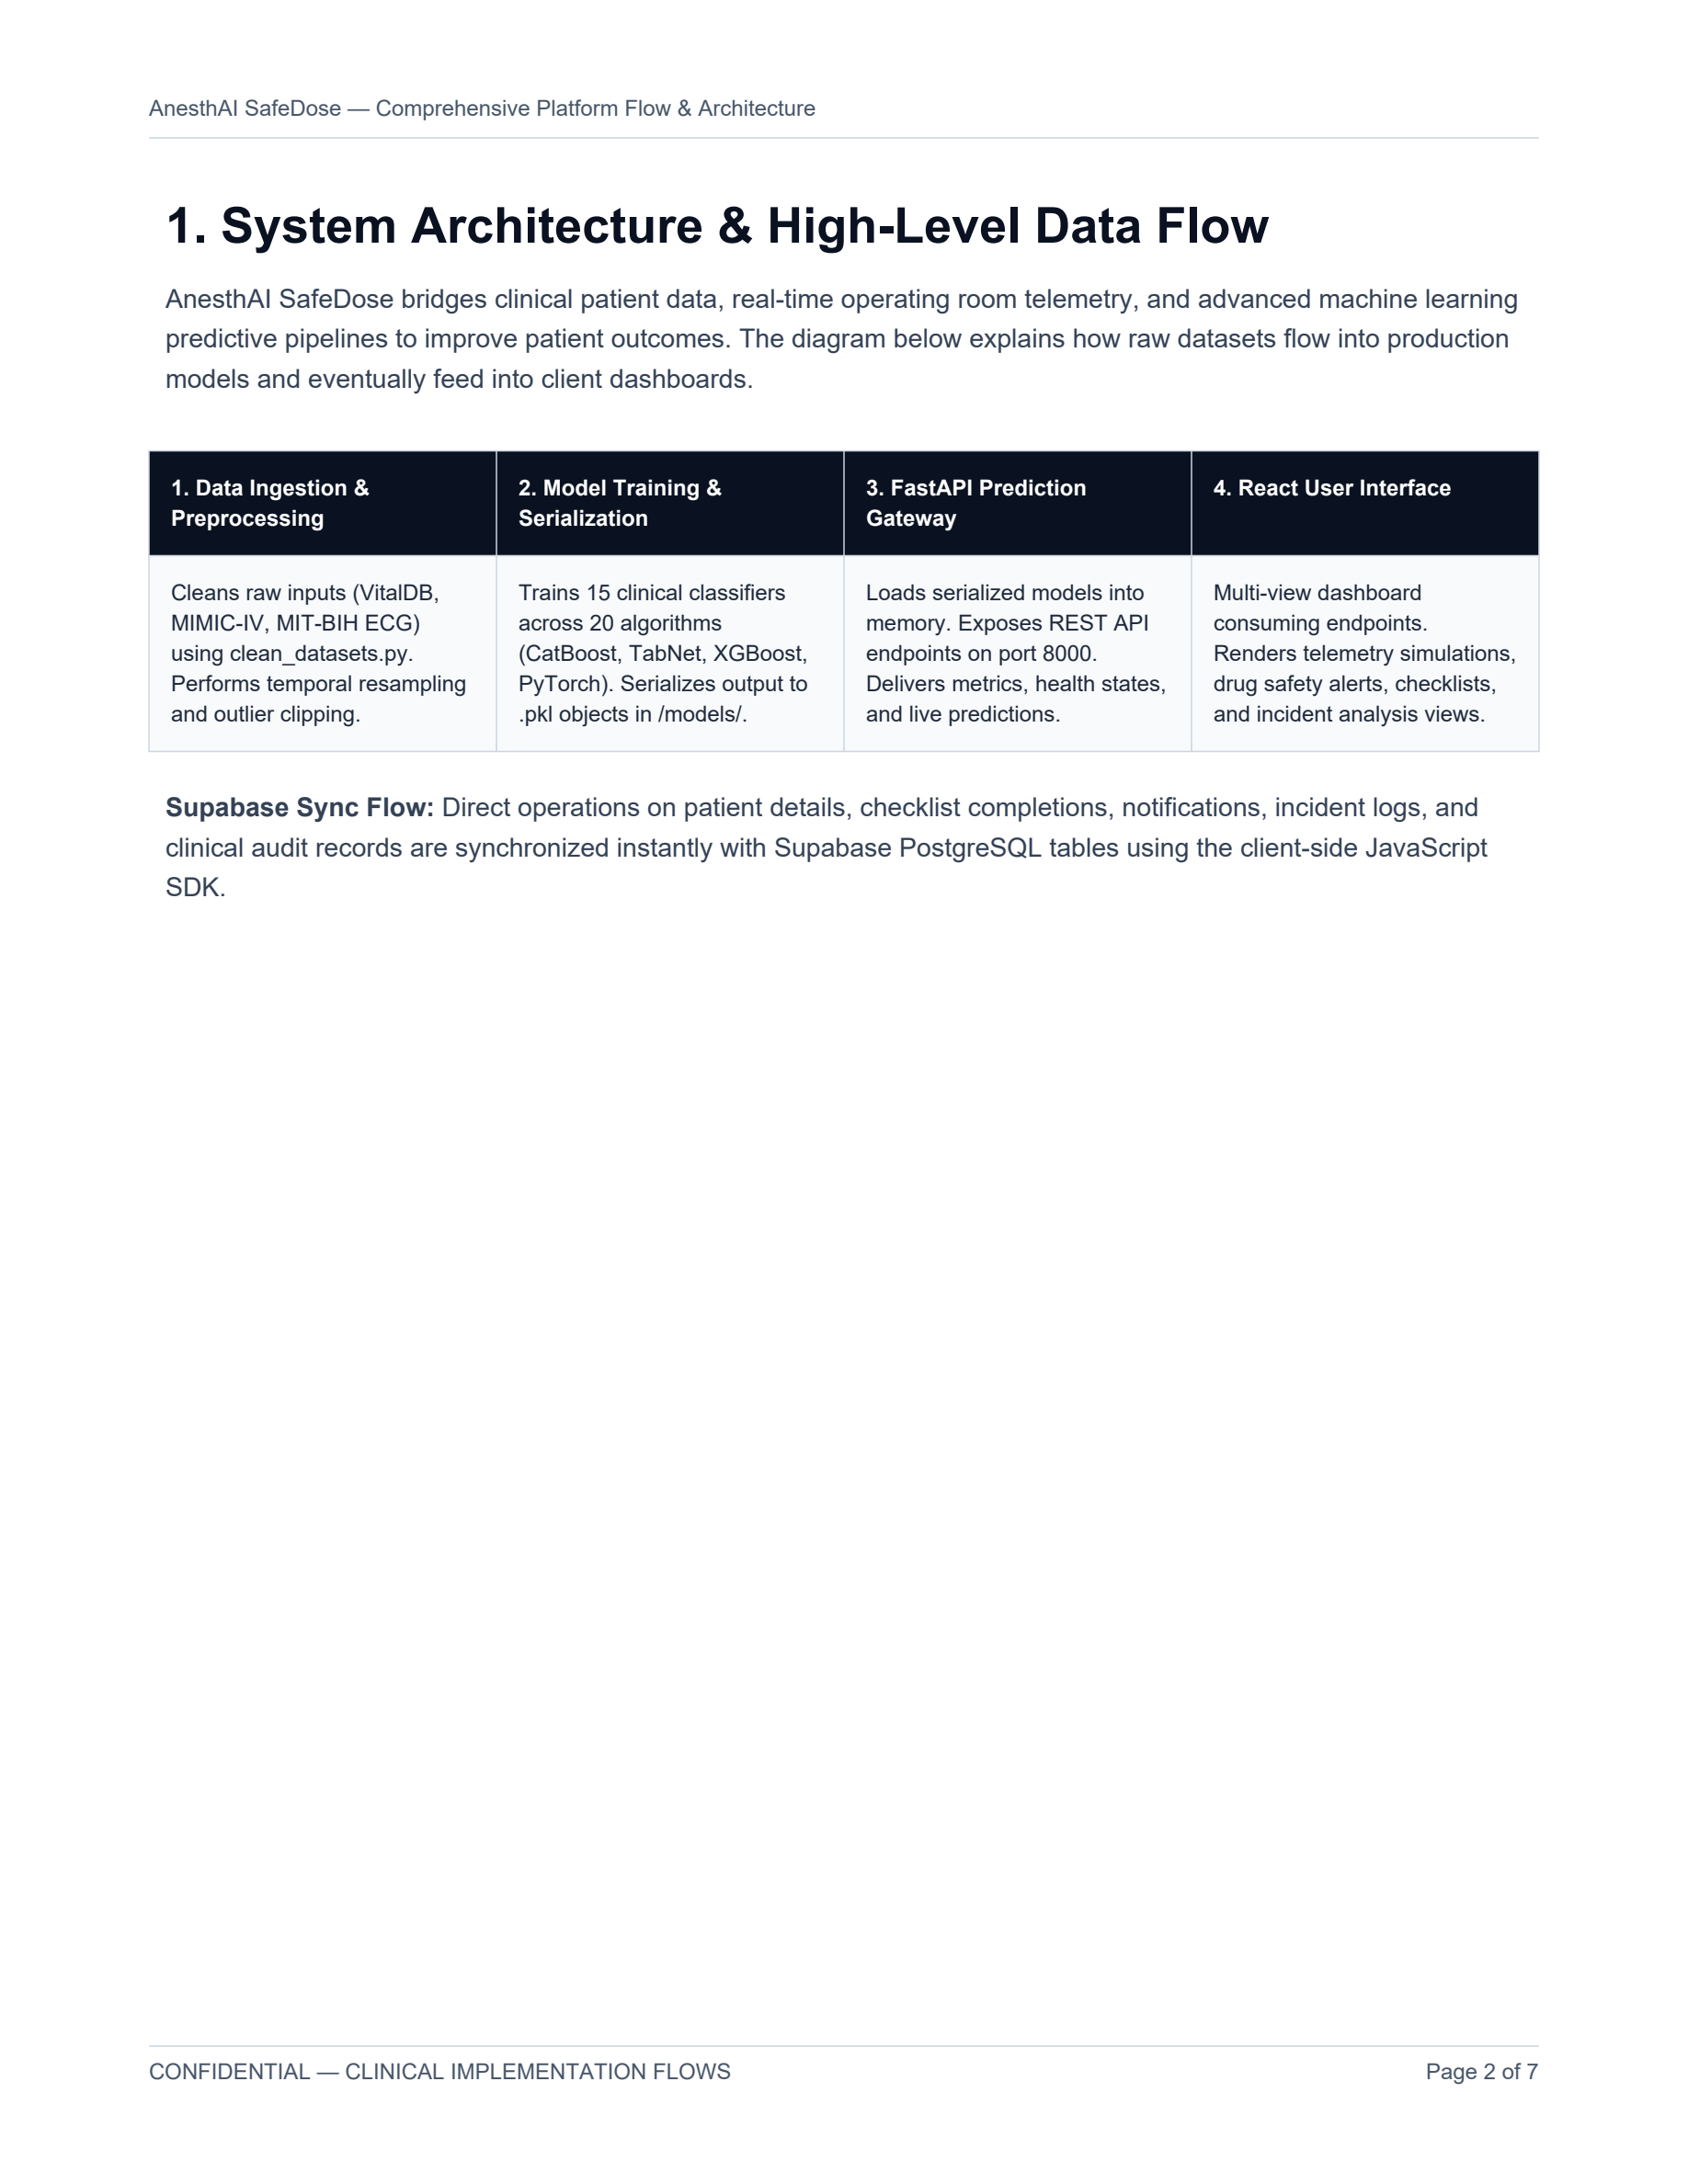 AnesthAI SafeDose — Comprehensive Platform Flow & Architecture
1. System Architecture & High-Level Data Flow
AnesthAI SafeDose bridges clinical patient data, real-time operating room telemetry, and advanced machine learning
predictive pipelines to improve patient outcomes. The diagram below explains how raw datasets flow into production
models and eventually feed into client dashboards.
1. Data Ingestion &
Preprocessing
Cleans raw inputs (VitalDB,
MIMIC-IV, MIT-BIH ECG)
using clean_datasets.py.
Performs temporal resampling
and outlier clipping.
2. Model Training &
Serialization
Trains 15 clinical classifiers
across 20 algorithms
(CatBoost, TabNet, XGBoost,
PyTorch). Serializes output to
.pkl objects in /models/.
3. FastAPI Prediction
Gateway
Loads serialized models into
memory. Exposes REST API
endpoints on port 8000.
Delivers metrics, health states,
and live predictions.
4. React User Interface
Multi-view dashboard
consuming endpoints.
Renders telemetry simulations,
drug safety alerts, checklists,
and incident analysis views.
Supabase Sync Flow: Direct operations on patient details, checklist completions, notifications, incident logs, and
clinical audit records are synchronized instantly with Supabase PostgreSQL tables using the client-side JavaScript
SDK.
CONFIDENTIAL — CLINICAL IMPLEMENTATION FLOWS
Page 2 of 7